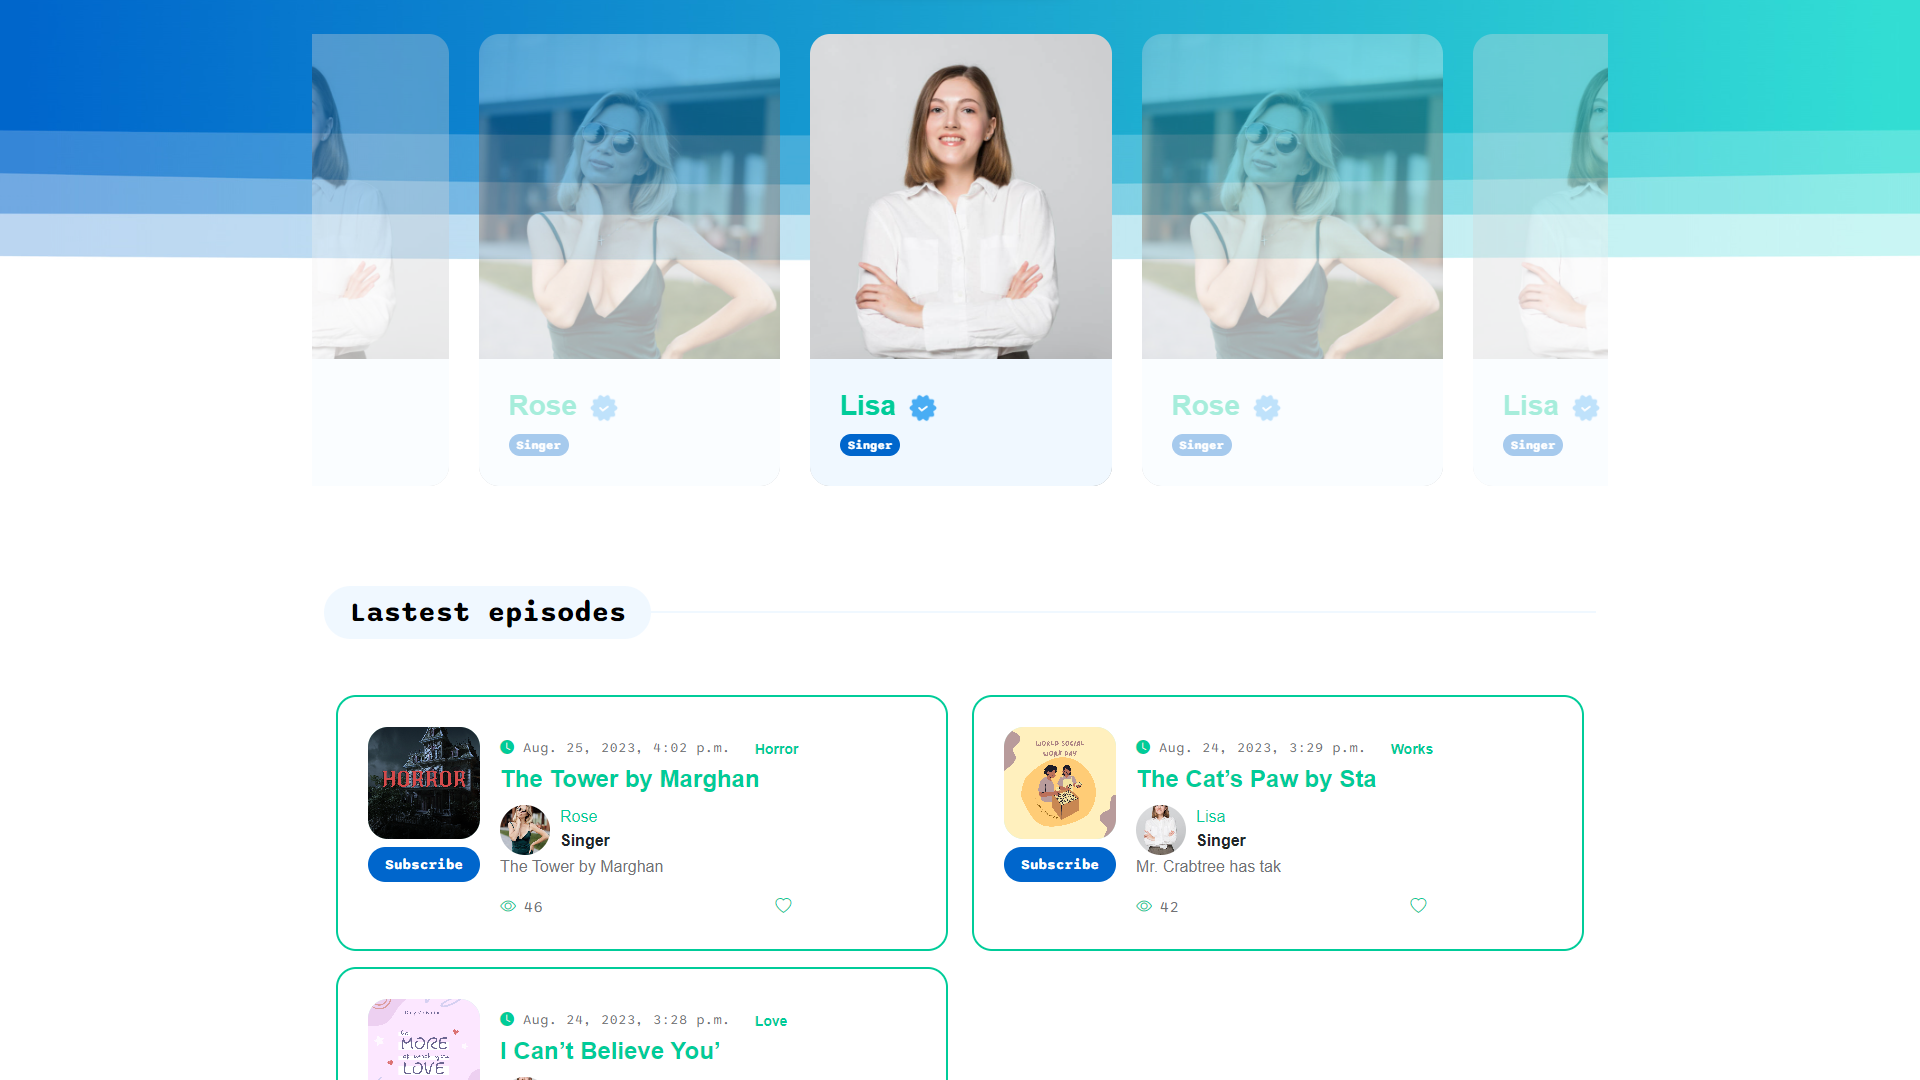 Rose
Singer
Lisa
Singer
Rose
Singer
Lisa
Singer
Lastest episodes
HORROR
Subscribe
Aug. 25, 2023, 4:02 p.m. Horror
The Tower by Marghan
Rose
Singer
The Tower by Marghan
46
WORLD SOCIAL
WORK DAY
Subscribe
Aug. 24, 2023, 3:29 p.m. Works
The Cat’s Paw by Sta
Lisa
Singer
Mr. Crabtree has tak
42
MORE
of what you
LOVE
Aug. 24, 2023, 3:28 p.m. Love
I Can’t Believe You’